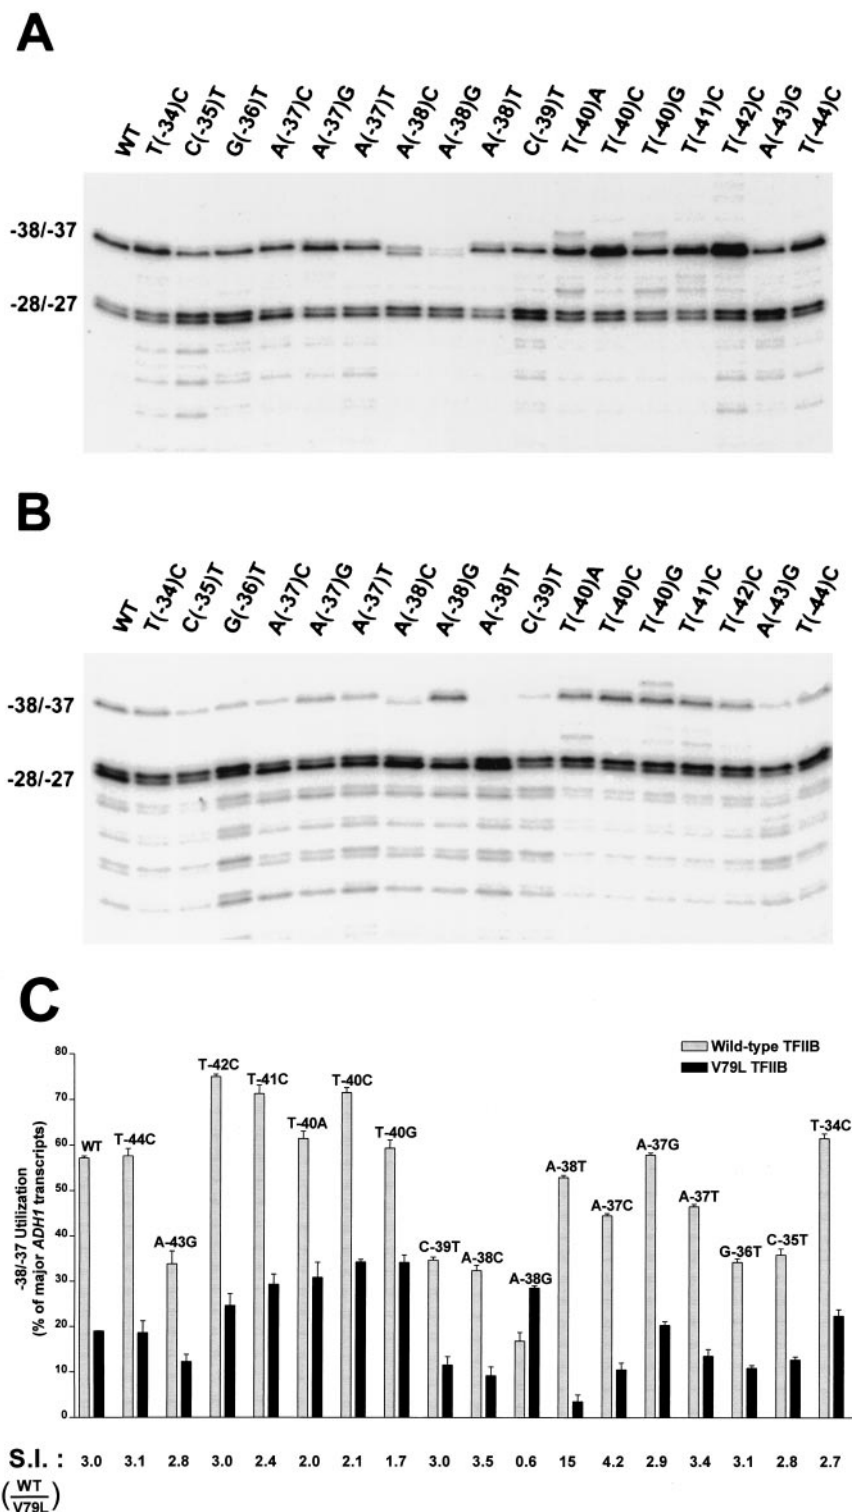 A
WT T(-34)C C(-35)T G(-36)T A(-37)C A(-37)G A(-37)T A(-38)C A(-38)G A(-38)T C(-39)T T(-40)A T(-40)C T(-40)G T(-41)C T(-42)C A(-43)G T(-44)C
-38/-37
-28/-27
B
WT T(-34)C C(-35)T G(-36)T A(-37)C A(-37)G A(-37)T A(-38)C A(-38)G A(-38)T C(-39)T T(-40)A T(-40)C T(-40)G T(-41)C T(-42)C A(-43)G T(-44)C
-38/-37
-28/-27
C
-38/-37 Utilization
(% of major ADH1 transcripts)
80
70
60
50
40
30
20
10
0
Wild-type TFIIB
V79L TFIIB
WT T-44C A-43G T-42C T-41C T-40A T-40C T-40G C-39T A-38C A-38G A-38T A-37C A-37G A-37T G-36T C-35T T-34C
S.I. : 3.0 3.1 2.8 3.0 2.4 2.0 2.1 1.7 3.0 3.5 0.6 15 4.2 2.9 3.4 3.1 2.8 2.7
(WT
V79L)